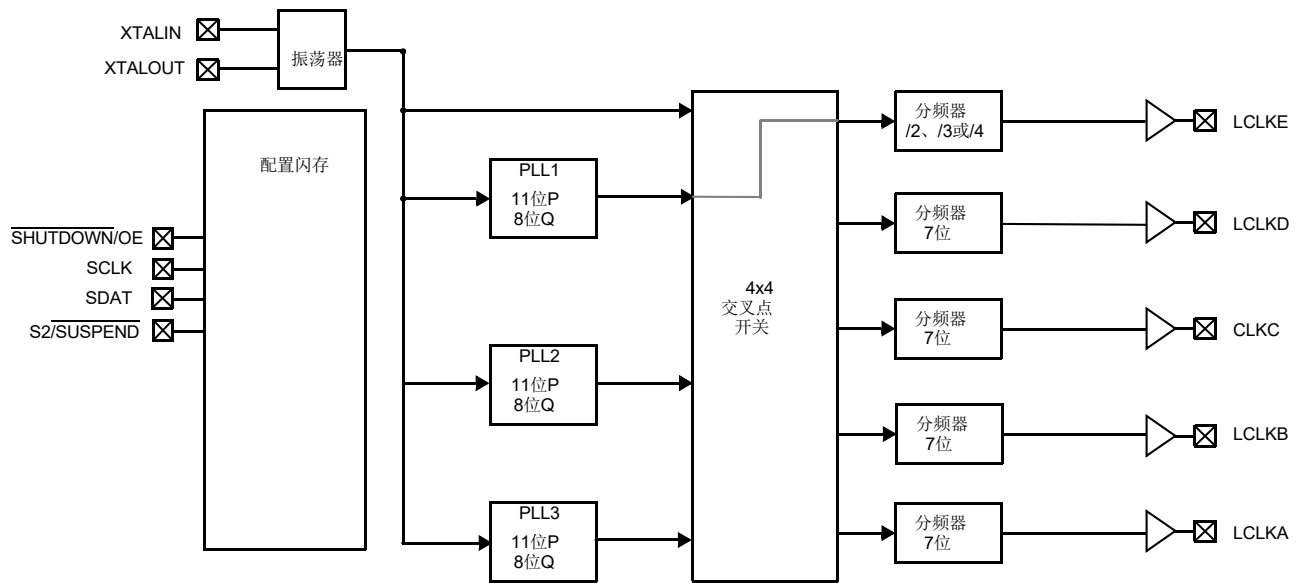 XTALIN
XTALOUT
振荡器
配置闪存
SHUTDOWN/OE
SCLK
SDAT
S2/SUSPEND
PLL1
11位P
8位Q
PLL2
11位P
8位Q
PLL3
11位P
8位Q
4x4
交叉点
开关
分频器
/2、/3或/4
LCLKE
分频器
7位
LCLKD
分频器
7位
CLKC
分频器
7位
LCLKB
分频器
7位
LCLKA